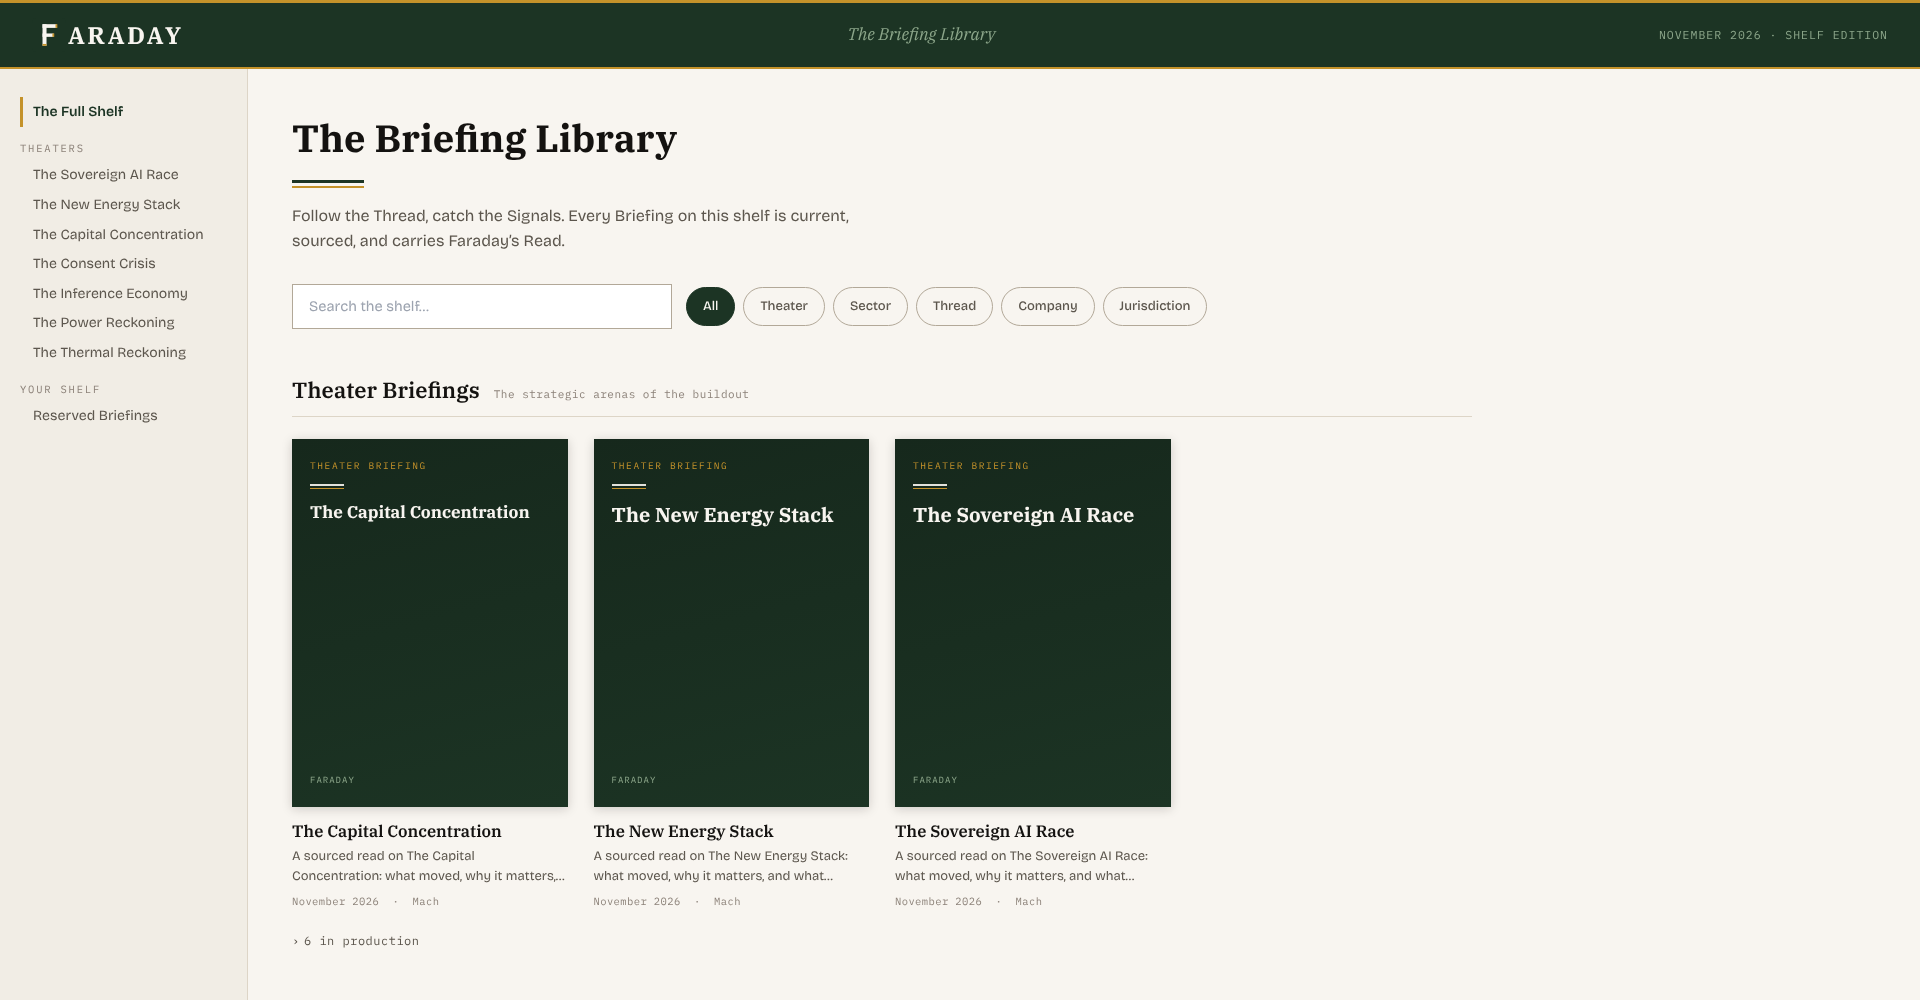 FARADAY
The Briefing Library
NOVEMBER 2026 · SHELF EDITION
The Full Shelf
THEATERS
The Sovereign AI Race
The New Energy Stack
The Capital Concentration
The Consent Crisis
The Inference Economy
The Power Reckoning
The Thermal Reckoning
YOUR SHELF
Reserved Briefings
The Briefing Library
Follow the Thread, catch the Signals. Every Briefing on this shelf is current,
sourced, and carries Faraday's Read.
Search the shelf...
All
Theater
Sector
Thread
Company
Jurisdiction
Theater Briefings
The strategic arenas of the buildout
THEATER BRIEFING
The Capital Concentration
FARADAY
The Capital Concentration
A sourced read on The Capital
Concentration: what moved, why it matters,...
November 2026 · Mach
THEATER BRIEFING
The New Energy Stack
FARADAY
The New Energy Stack
A sourced read on The New Energy Stack:
what moved, why it matters, and what...
November 2026 · Mach
THEATER BRIEFING
The Sovereign AI Race
FARADAY
The Sovereign AI Race
A sourced read on The Sovereign AI Race:
what moved, why it matters, and what...
November 2026 · Mach
› 6 in production